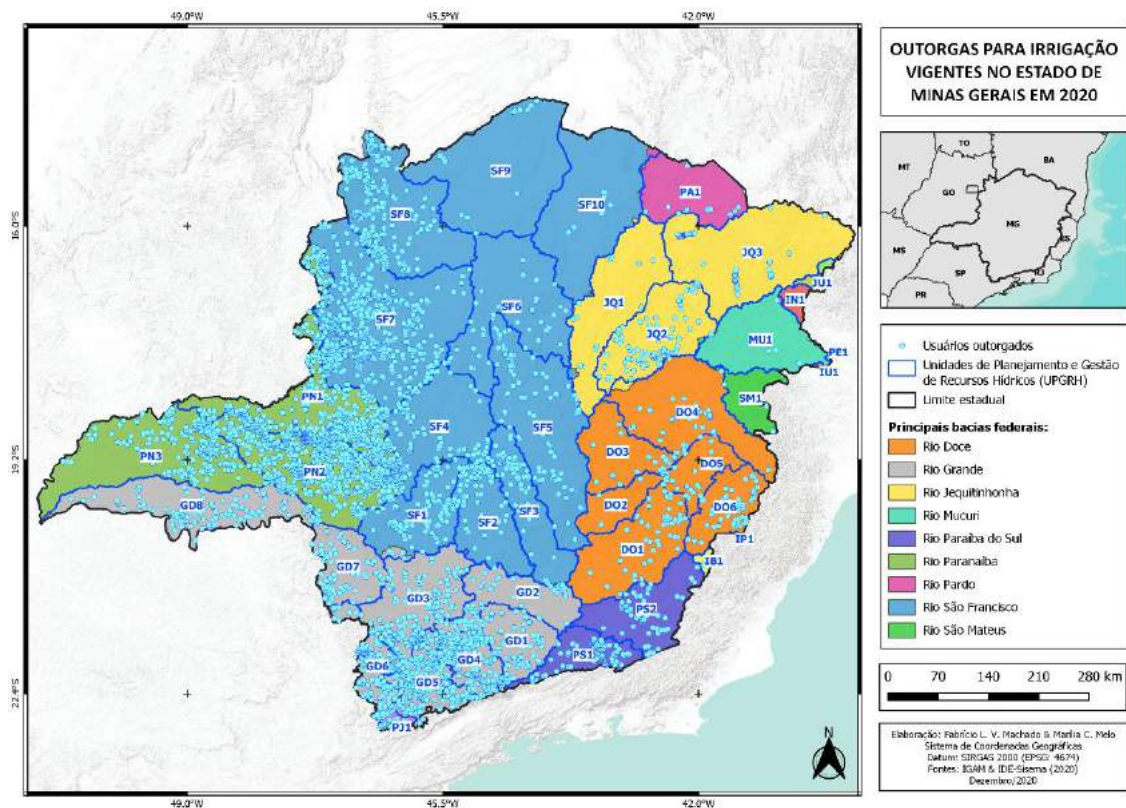 49.0°W 45.5°W 42.0°W
16.0°S
19.2°S
22.4°S
SF9
SF10
PA1
SF8
JQ3
JU1
IN1
JQ1
SF6
SF7
JQ2
MU1
PE1
IU1
PN1
SM1
SF4
SF5
DO4
DO3
PN3
PN2
DO5
GD8
SF1
SF2
SF3
DO2
DO6
IP1
DO1
IB1
GD7
GD3
GD2
PS2
GD1
PS1
GD6
GD4
GD5
PJ1
49.0°W 45.5°W 42.0°W
N
OUTORGAS PARA IRRIGAÇÃO
VIGENTES NO ESTADO DE
MINAS GERAIS EM 2020
TO
BA
MT
GO
MG
ES
MS
SP
RJ
PR
Usuários outorgados
Unidades de Planejamento e Gestão
de Recursos Hídricos (UPGRH)
Limite estadual
Principais bacias federais:
Rio Doce
Rio Grande
Rio Jequitinhonha
Rio Mucuri
Rio Paraíba do Sul
Rio Paranaíba
Rio Pardo
Rio São Francisco
Rio São Mateus
0 70 140 210 280 km
Elaboração: Fabrício L. V. Machado & Marília C. Melo
Sistema de Coordenadas Geográficas
Datum: SIRGAS 2000 (EPSG: 4674)
Fontes: IGAM & IDE-Sisema (2020)
Dezembro/2020